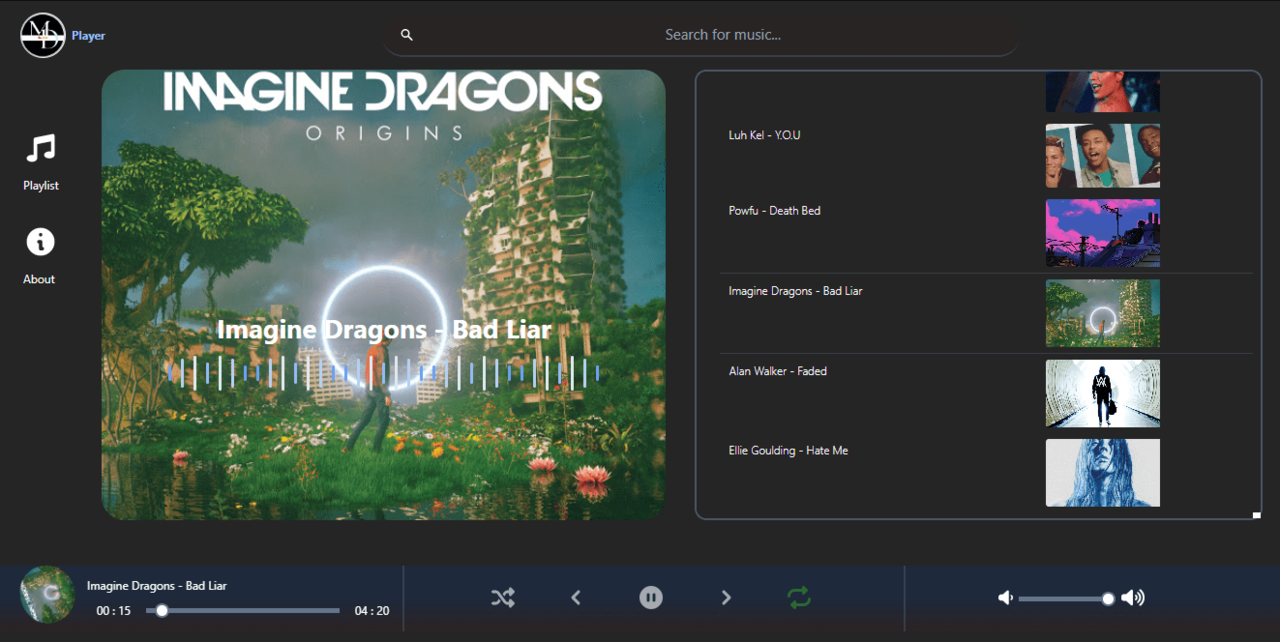 MD
Player
Search for music...
Playlist
About
IMAGINE DRAGONS
ORIGINS
Imagine Dragons - Bad Liar
Luh Kel - Y.O.U
Powfu - Death Bed
Imagine Dragons - Bad Liar
Alan Walker - Faded
Ellie Goulding - Hate Me
Imagine Dragons - Bad Liar
00 : 15
04 : 20